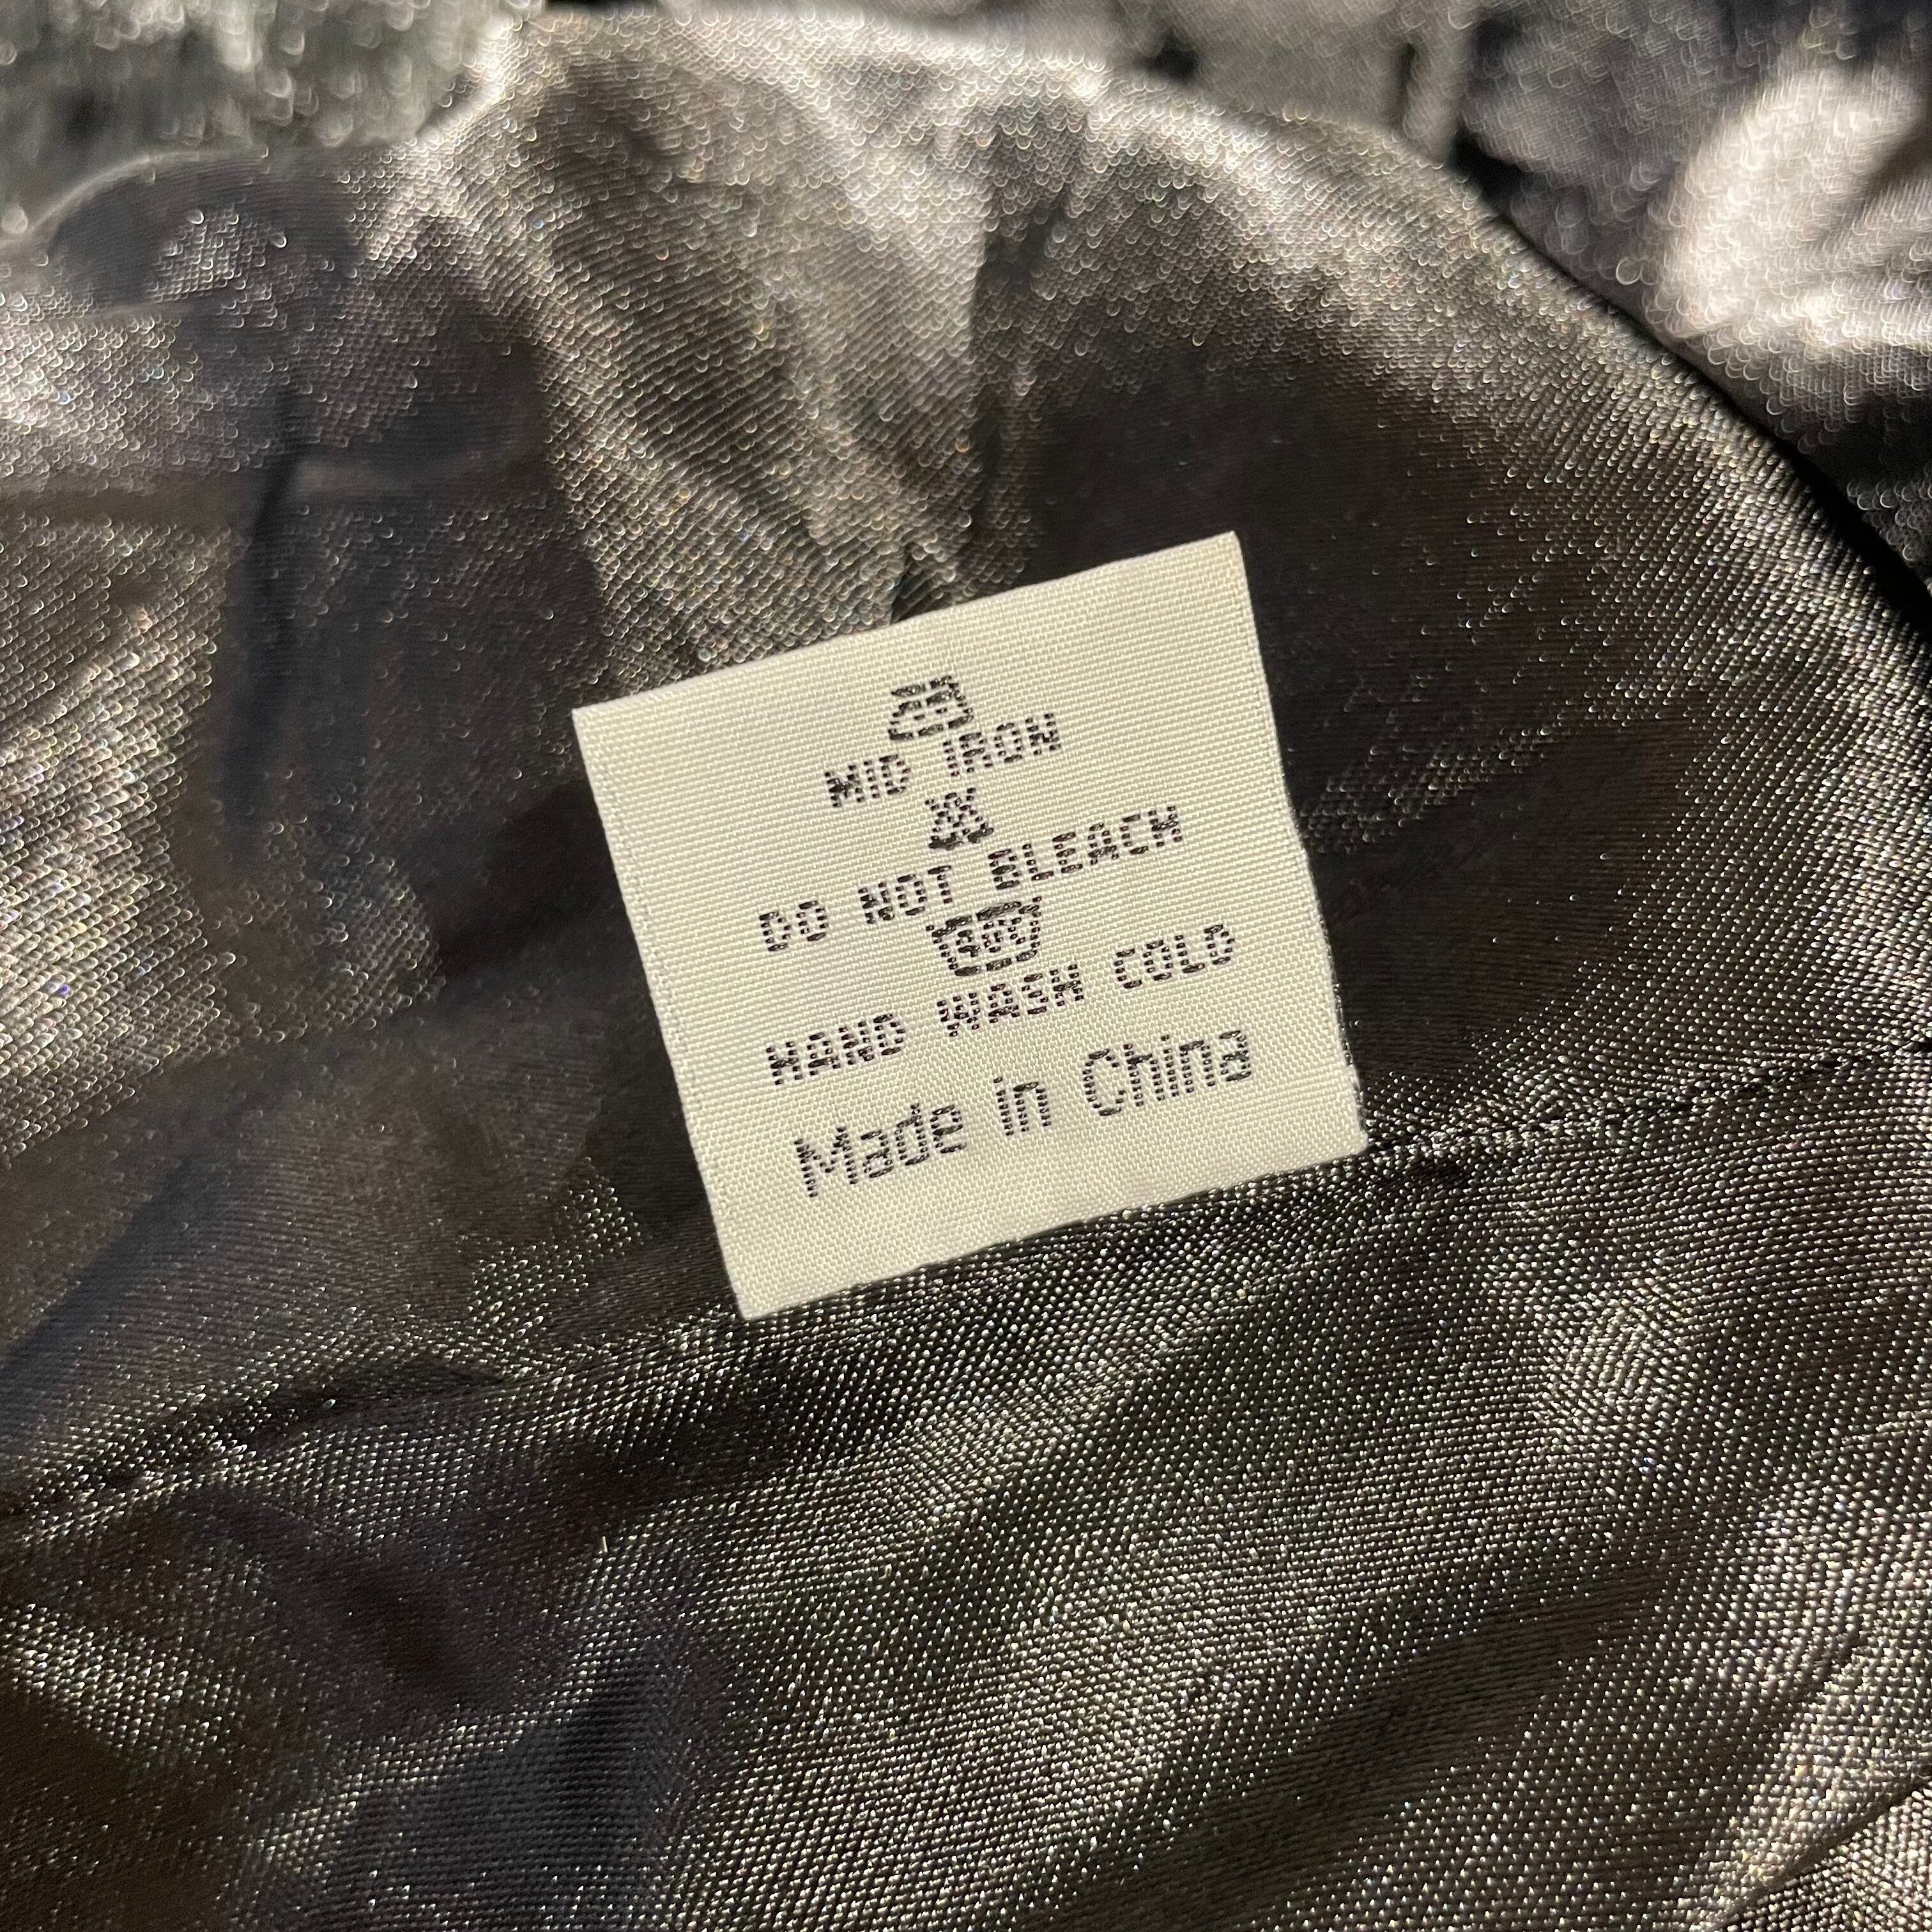 MID IRON
DO NOT BLEACH
HAND WASH COLD
Made in China